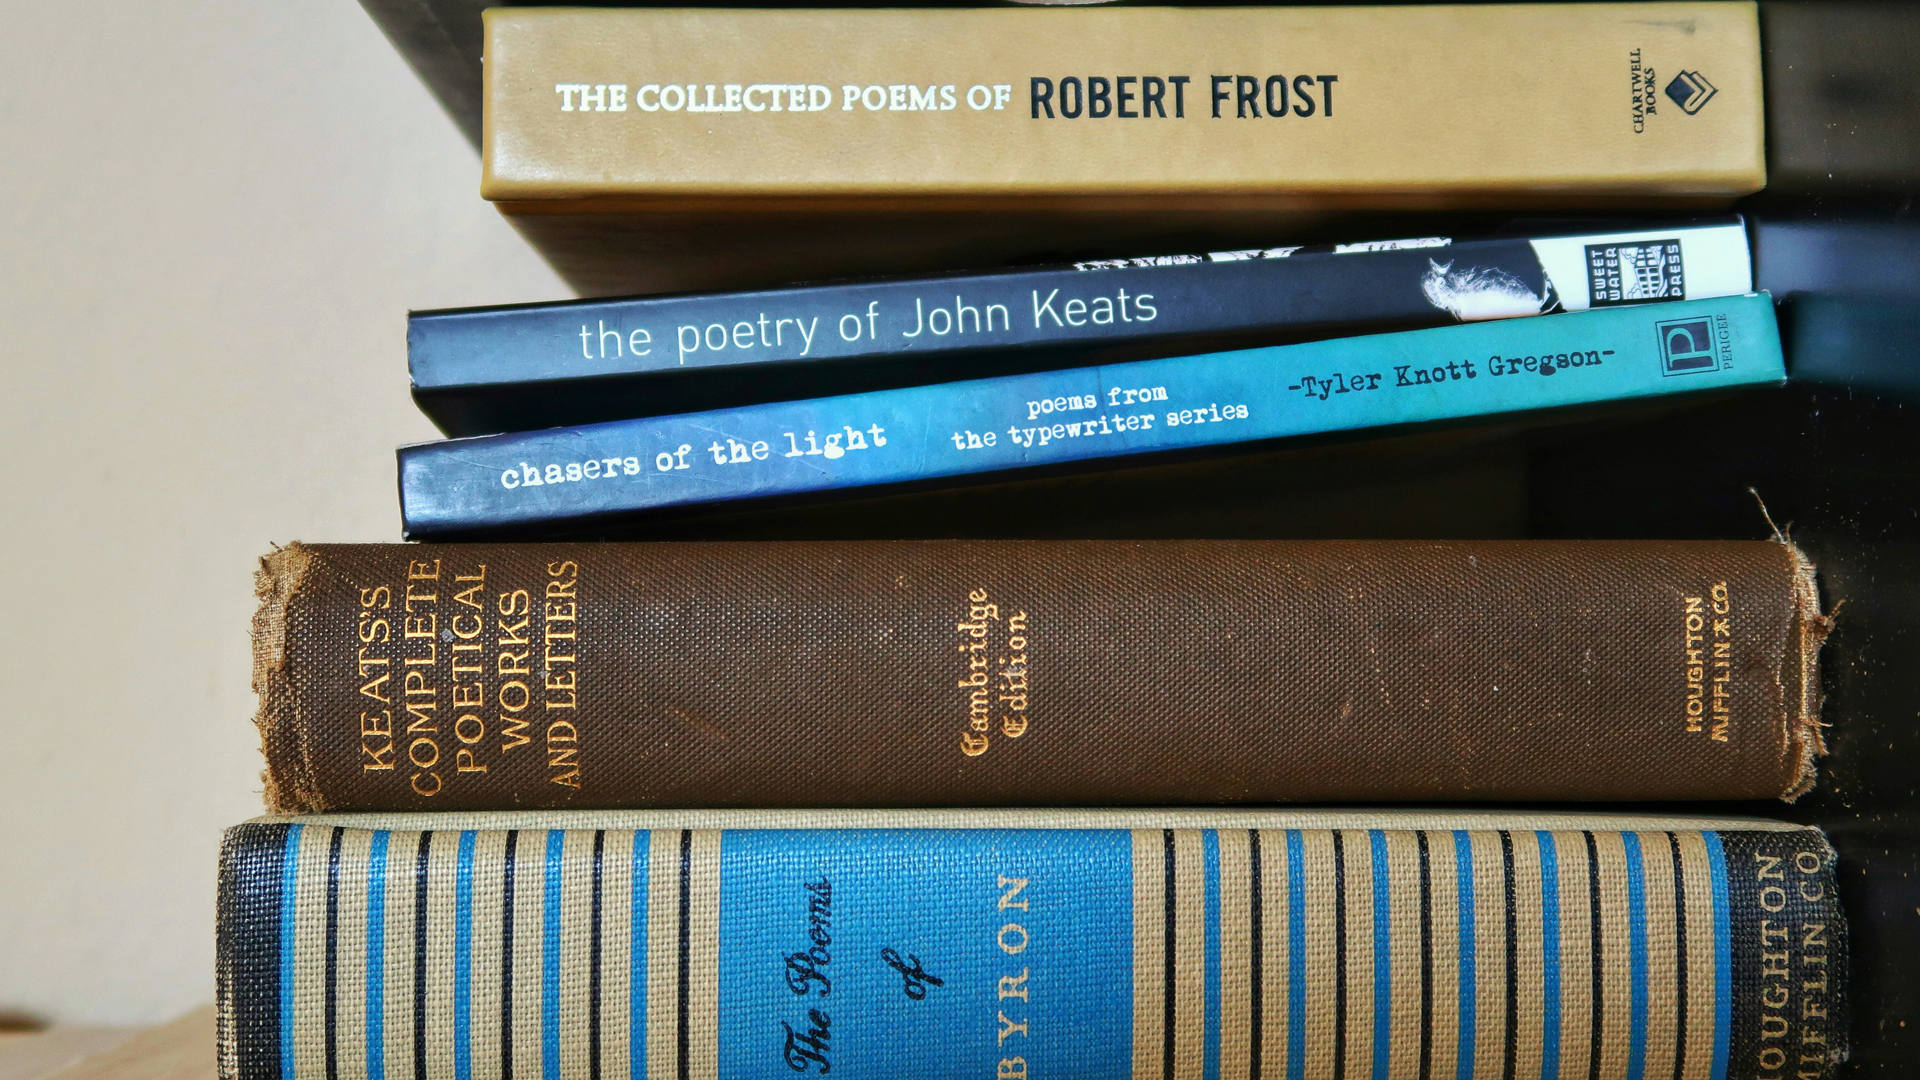 THE COLLECTED POEMS OF ROBERT FROST
CHARTWELL
BOOKS
the poetry of John Keats
SWEET
WATER
PRESS
chasers of the light
poems from
the typewriter series
-Tyler Knott Gregson-
P
PERIGEE
KEATS'S
COMPLETE
POETICAL
WORKS
AND LETTERS
Cambridge
Edition
HOUGHTON
MIFFLIN & CO.
The Poems
of
BYRON
HOUGHTON
MIFFLIN CO